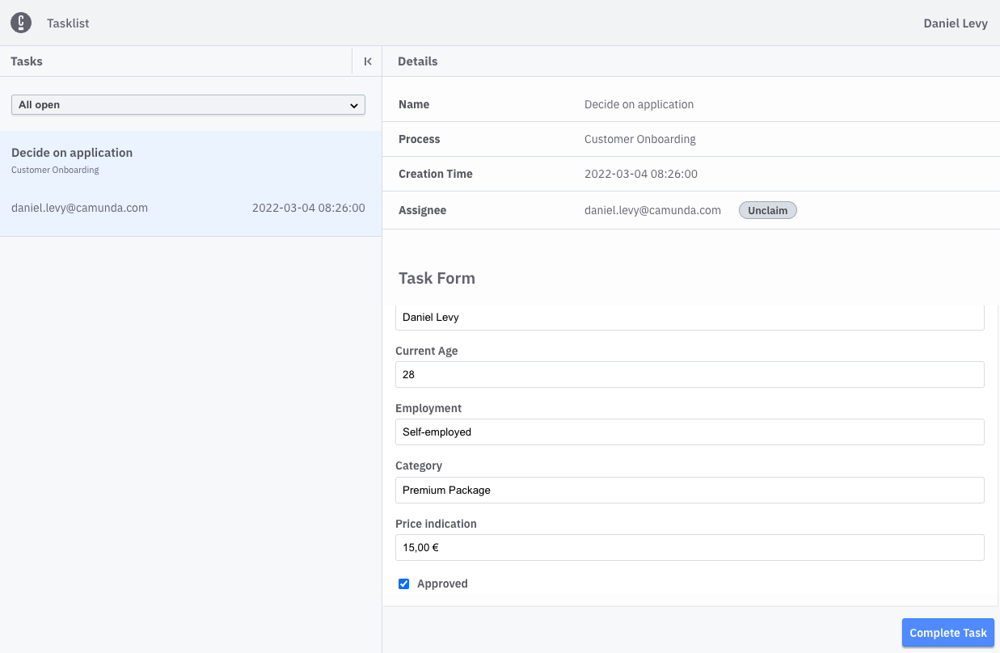 C
Tasklist
Daniel Levy
Tasks
Details
All open
Decide on application
Customer Onboarding
daniel.levy@camunda.com 2022-03-04 08:26:00
Name Decide on application
Process Customer Onboarding
Creation Time 2022-03-04 08:26:00
Assignee daniel.levy@camunda.com Unclaim
Task Form
Daniel Levy
Current Age
28
Employment
Self-employed
Category
Premium Package
Price indication
15,00 €
Approved
Complete Task